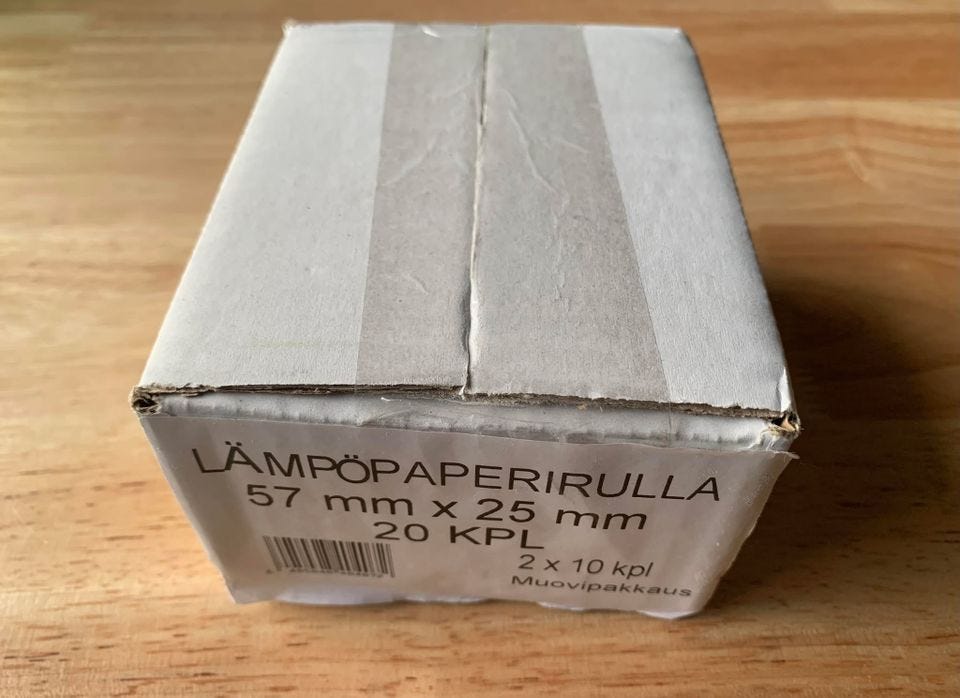 LÄMPÖPAPERIRULLA
57 mm x 25 mm
20 KPL
2 x 10 kpl
Muovipakkaus